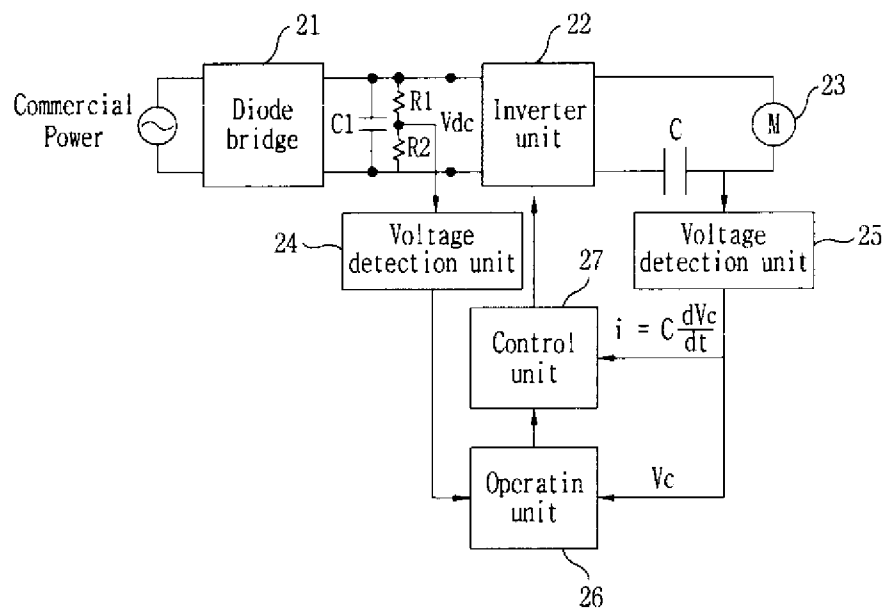 21
22
23
Commercial
Power
Diode
bridge
C1
R1
R2
Vdc
Inverter
unit
C
M
24
Voltage
detection unit
27
Voltage
detection unit
25
Control
unit
i = C dVc/dt
Operatin
unit
Vc
26